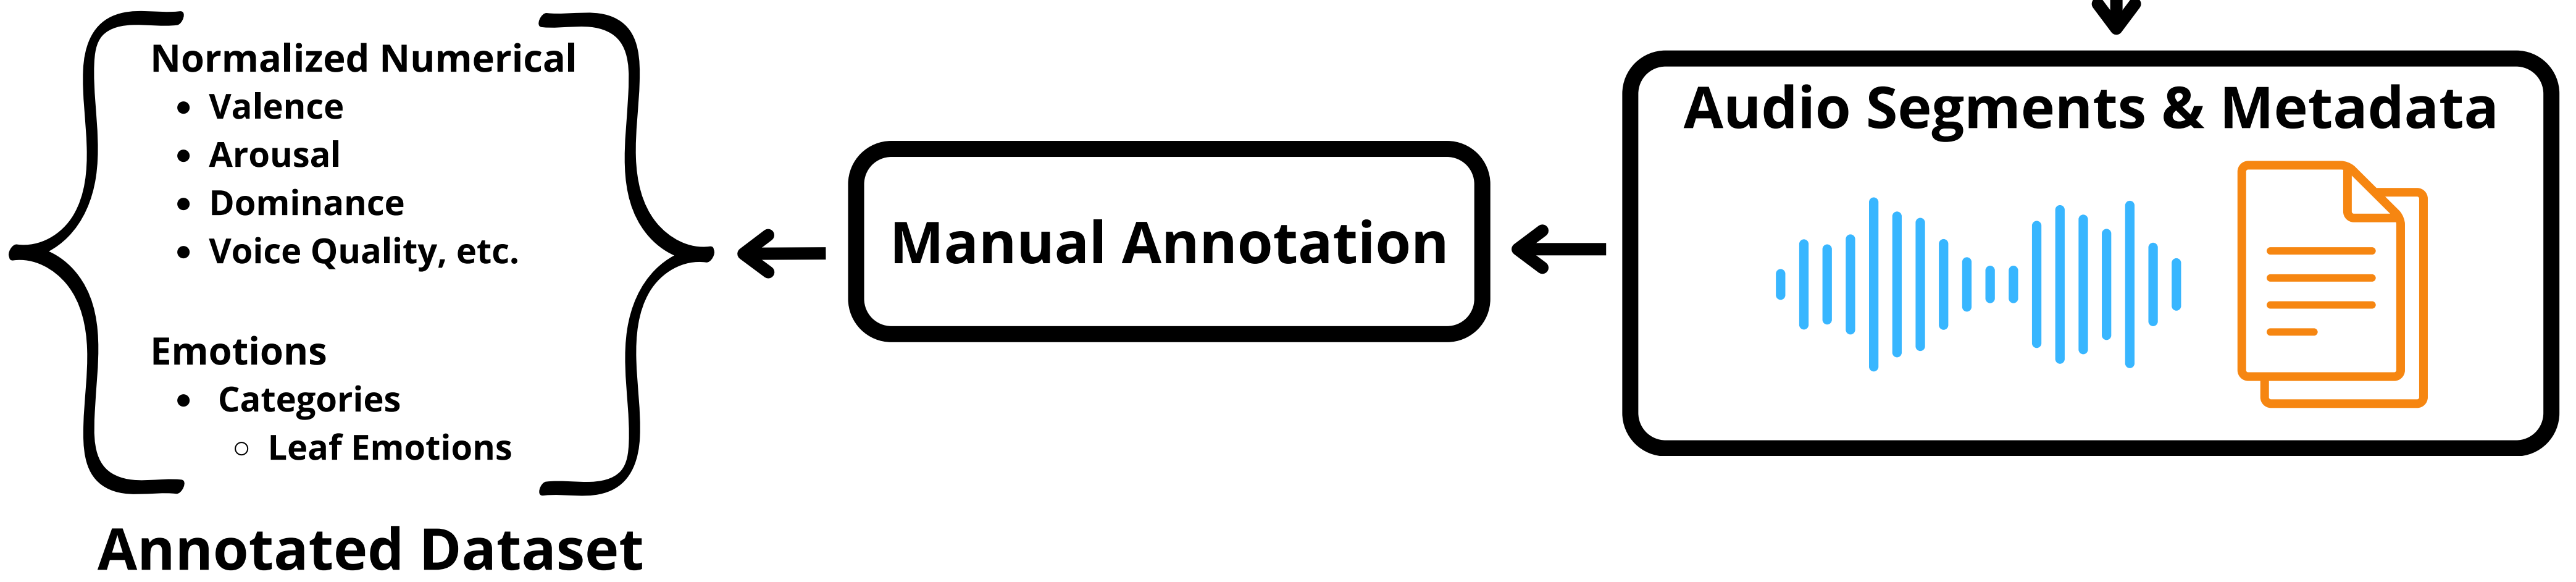 Normalized Numerical
• Valence
• Arousal
• Dominance
• Voice Quality, etc.
Emotions
• Categories
○ Leaf Emotions
Annotated Dataset
Manual Annotation
Audio Segments & Metadata